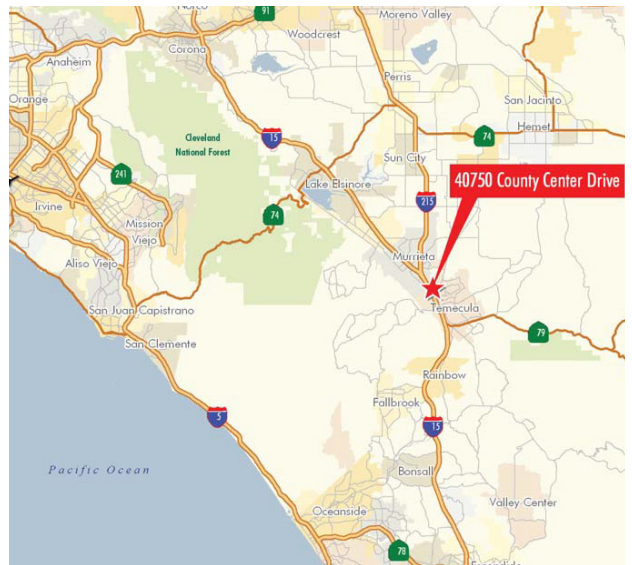 Norco
91
Moreno Valley
Woodcrest
Corona
Anaheim
Perris
Orange
San Jacinto
Cleveland
National Forest
15
74
Hemet
Sun City
241
Lake Elsinore
40750 County Center Drive
215
Irvine
Mission
Viejo
74
Murrieta
Aliso Viejo
San Juan Capistrano
Temecula
79
San Clemente
Rainbow
Fallbrook
5
15
Pacific Ocean
Bonsall
Valley Center
Oceanside
78
Escondido